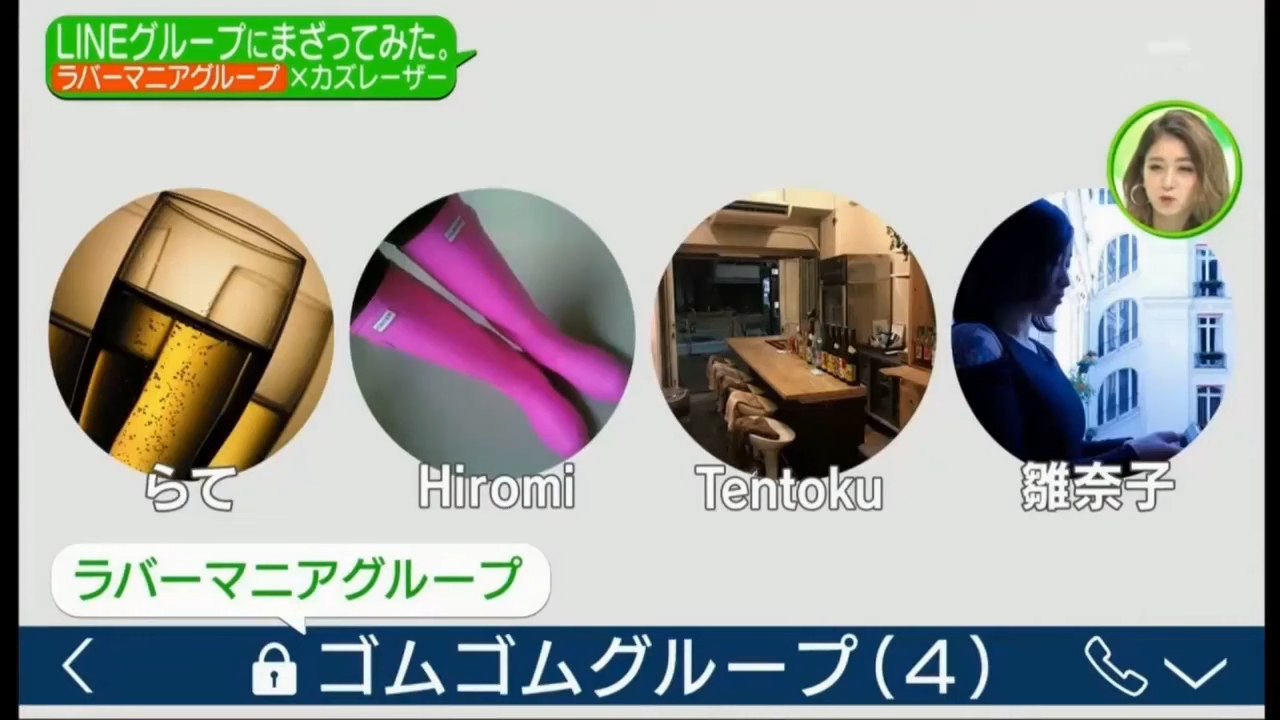 LINEグループにまざってみた。
ラバーマニアグループ×カズレーザー
らて
Hiromi
Tentoku
雛奈子
ラバーマニアグループ
ゴムゴムグループ(4)